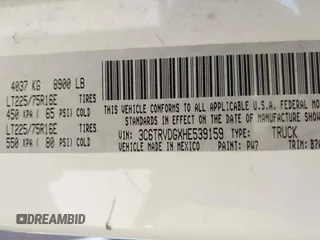 4037 KG 8900 LB
LT225/75R16E TIRES
450 KPA ( 65 PSI) COLD
LT225/75R16E TIRES
550 KPA ( 80 PSI) COLD
THIS VEHICLE CONFORMS TO ALL APPLICABLE U.S.A. FEDERAL MO
VIN: 3C6TRVDGXHE539159 TRUCK
MADE IN MEXICO PAINT: PW7 TRIM:
DREAMBID